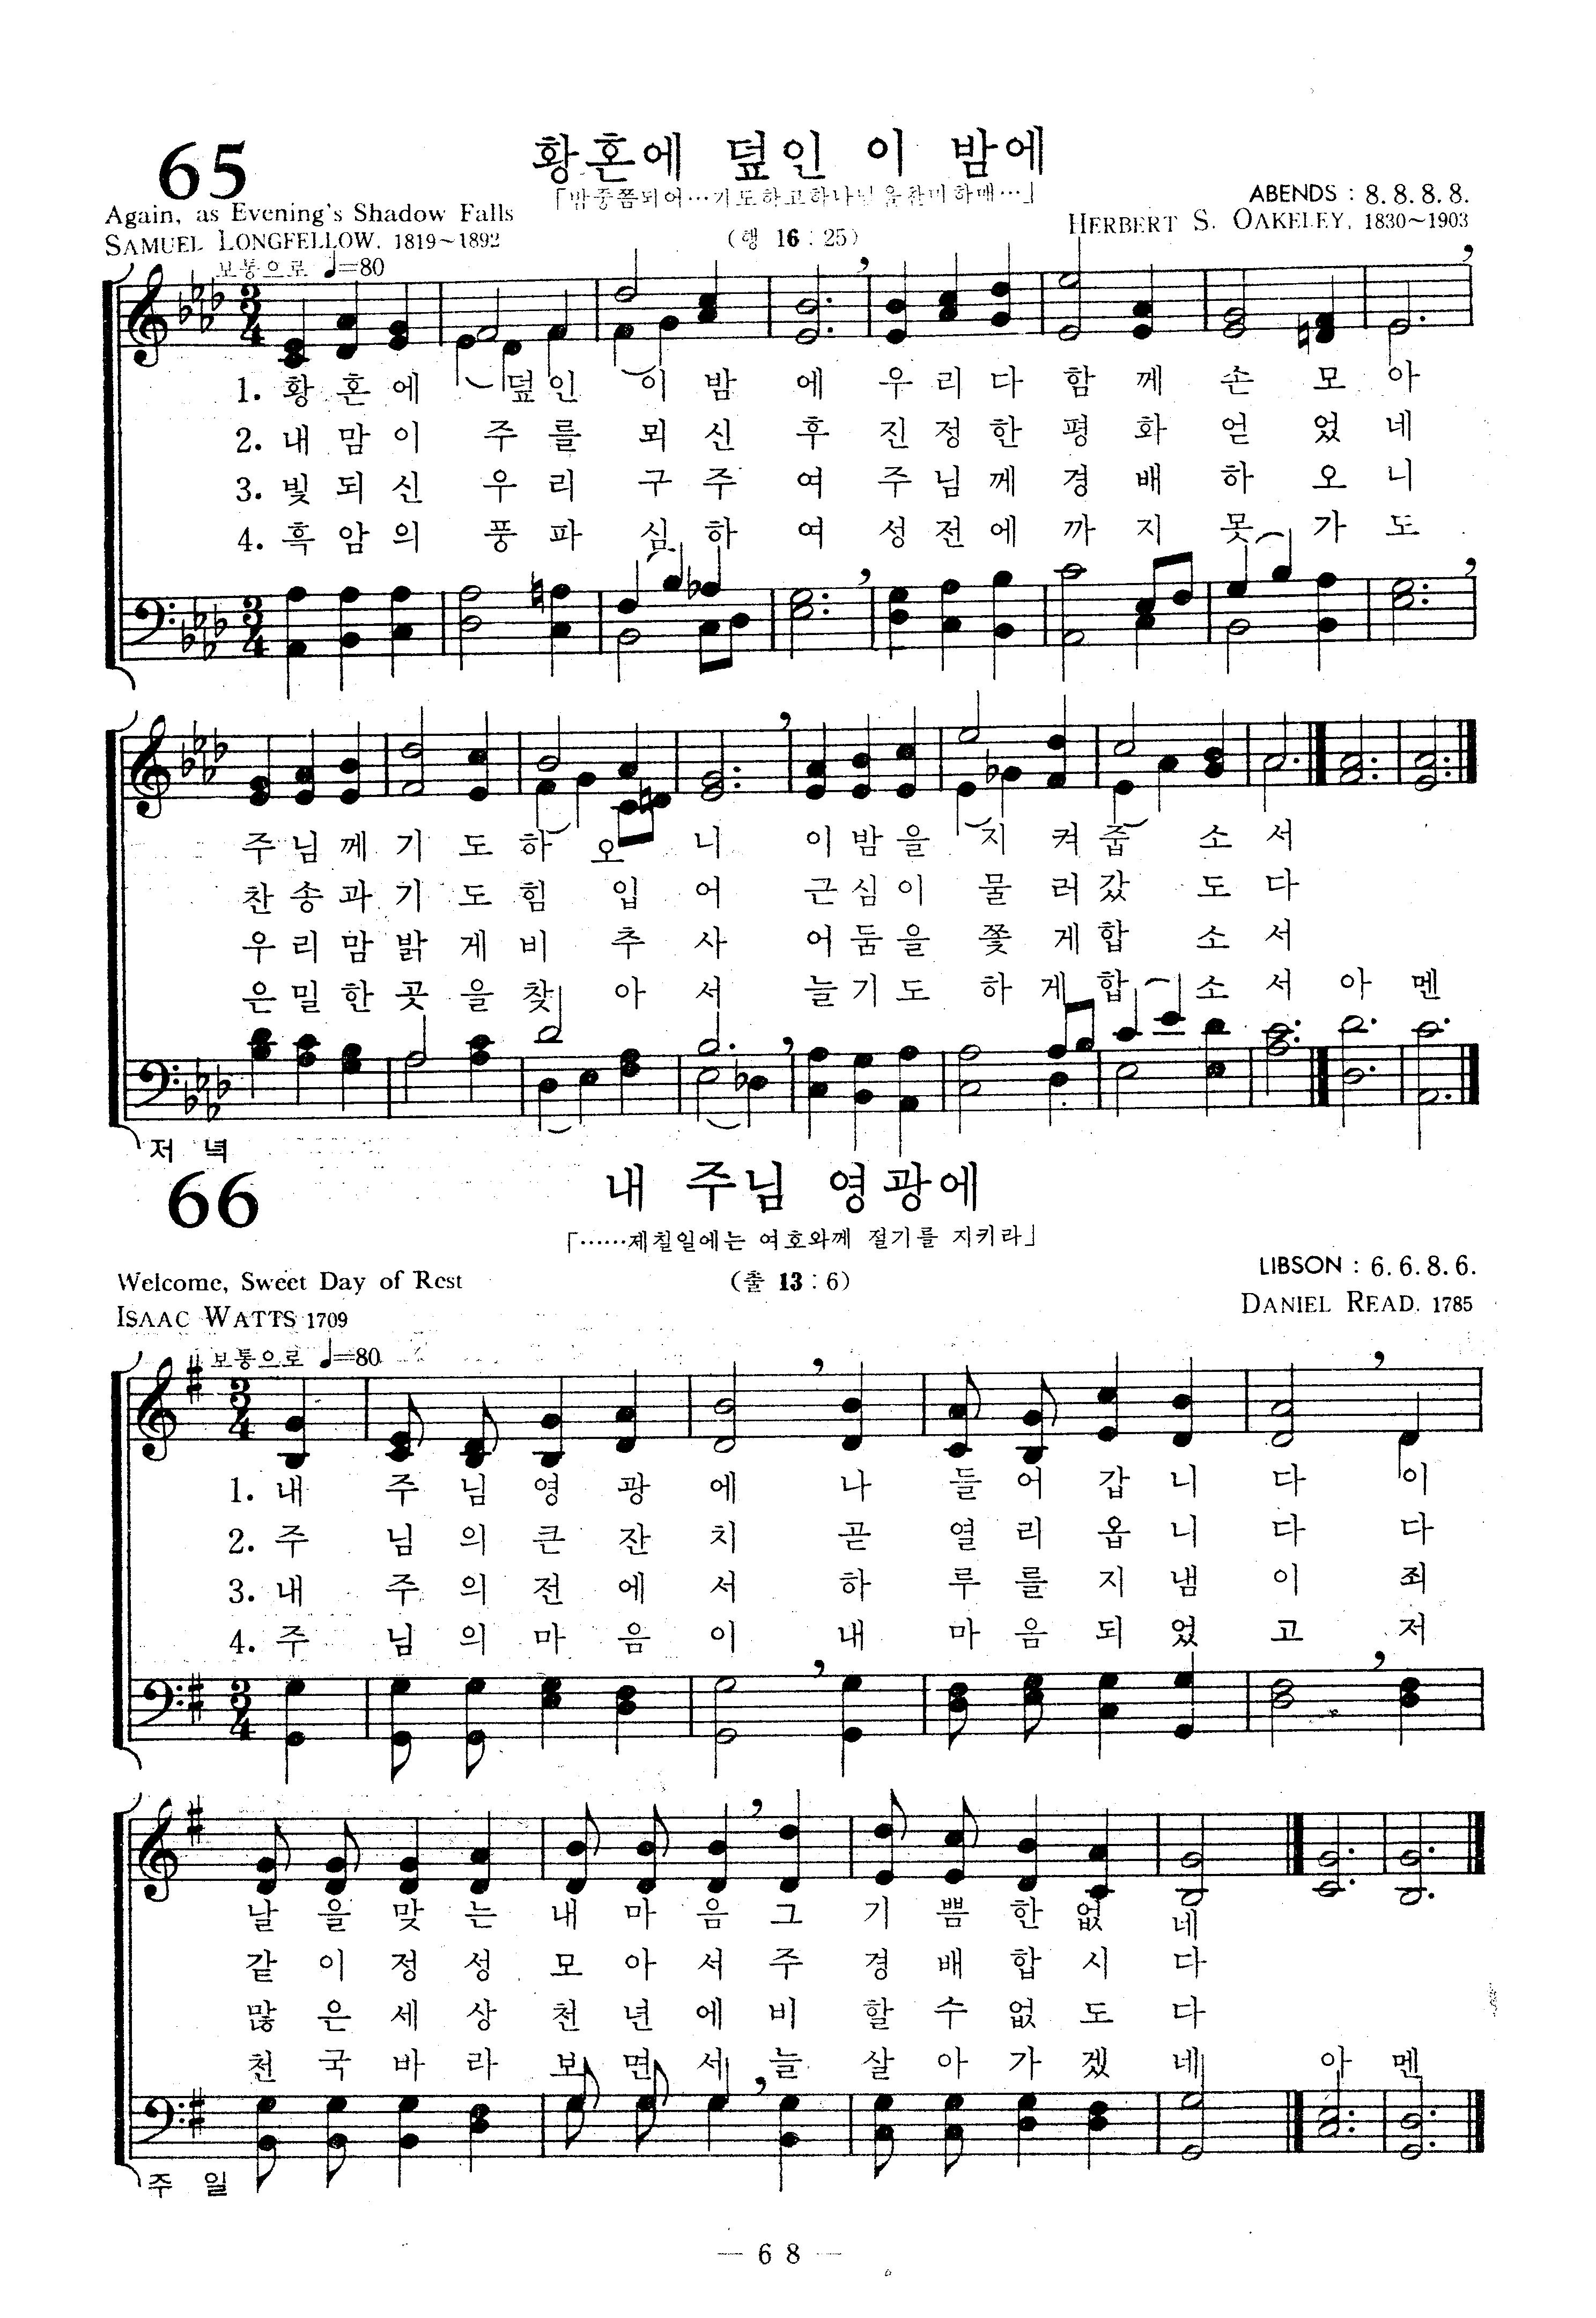 65
황혼에 덮인 이 밤에
「밤중쯤되어…기도하고하나님을찬미하매…」
Again, as Evening's Shadow Falls
ABENDS : 8. 8. 8. 8.
SAMUEL LONGFELLOW. 1819~1892
(행 16 : 25)
HERBERT S. OAKELEY, 1830~1903
보통으로 ♩=80
1. 황 혼 에 덮 인 이 밤 에 우 리 다 함 께 손 모 아
2. 내 맘 이 주 를 뫼 신 후 진 정 한 평 화 얻 었 네
3. 빛 되 신 우 리 구 주 여 주 님 께 경 배 하 오 니
4. 흑 암 의 풍 파 심 하 여 성 전 에 까 지 못 가 도
주 님 께 기 도 하 오 니 이 밤 을 지 켜 줍 소 서
찬 송 과 기 도 힘 입 어 근 심 이 물 러 갔 도 다
우 리 맘 밝 게 비 추 사 어 둠 을 쫓 게 합 소 서
은 밀 한 곳 을 찾 아 서 늘 기 도 하 게 합 소 서 아 멘
저 녁
66
내 주님 영광에
「……제칠일에는 여호와께 절기를 지키라」
Welcome, Sweet Day of Rest
(출 13 : 6)
LIBSON : 6. 6. 8. 6.
ISAAC WATTS 1709
DANIEL READ. 1785
보통으로 ♩=80
1. 내 주 님 영 광 에 나 들 어 갑 니 다 이
2. 주 님 의 큰 잔 치 곧 열 리 옵 니 다 다
3. 내 주 의 전 에 서 하 루 를 지 냄 이 죄
4. 주 님 의 마 음 이 내 마 음 되 었 고 저
날 을 맞 는 내 마 음 그 기 쁨 한 없 네
같 이 정 성 모 아 서 주 경 배 합 시 다
많 은 세 상 천 년 에 비 할 수 없 도 다
천 국 바 라 보 면 서 늘 살 아 가 겠 네 아 멘
주 일
— 6 8 —